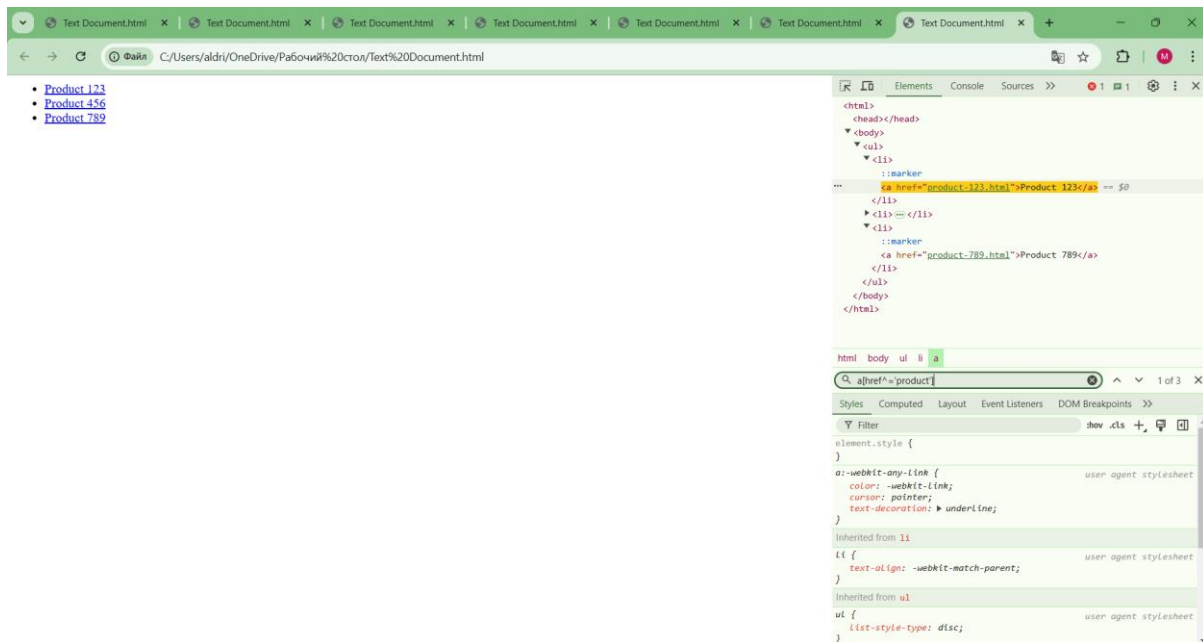 Text Document.html × Text Document.html × Text Document.html × Text Document.html × Text Document.html × Text Document.html × Text Document.html × +
Файл C:/Users/aldri/OneDrive/Рабочий%20стол/Text%20Document.html M
• Product 123
• Product 456
• Product 789
Elements Console Sources >> 1 1
<html>
<head></head>
▼<body>
▼<ul>
▼<li>
::marker
... <a href="product-123.html">Product 123</a> == $0
</li>
▶<li>…</li>
▼<li>
::marker
<a href="product-789.html">Product 789</a>
</li>
</ul>
</body>
</html>
html body ul li a
a[href^='product'] 1 of 3
Styles Computed Layout Event Listeners DOM Breakpoints >>
Filter :hov .cls +
element.style {
}
a:-webkit-any-link { user agent stylesheet
color: -webkit-link;
cursor: pointer;
text-decoration: ▶ underline;
}
Inherited from li
li { user agent stylesheet
text-align: -webkit-match-parent;
}
Inherited from ul
ul { user agent stylesheet
list-style-type: disc;
}